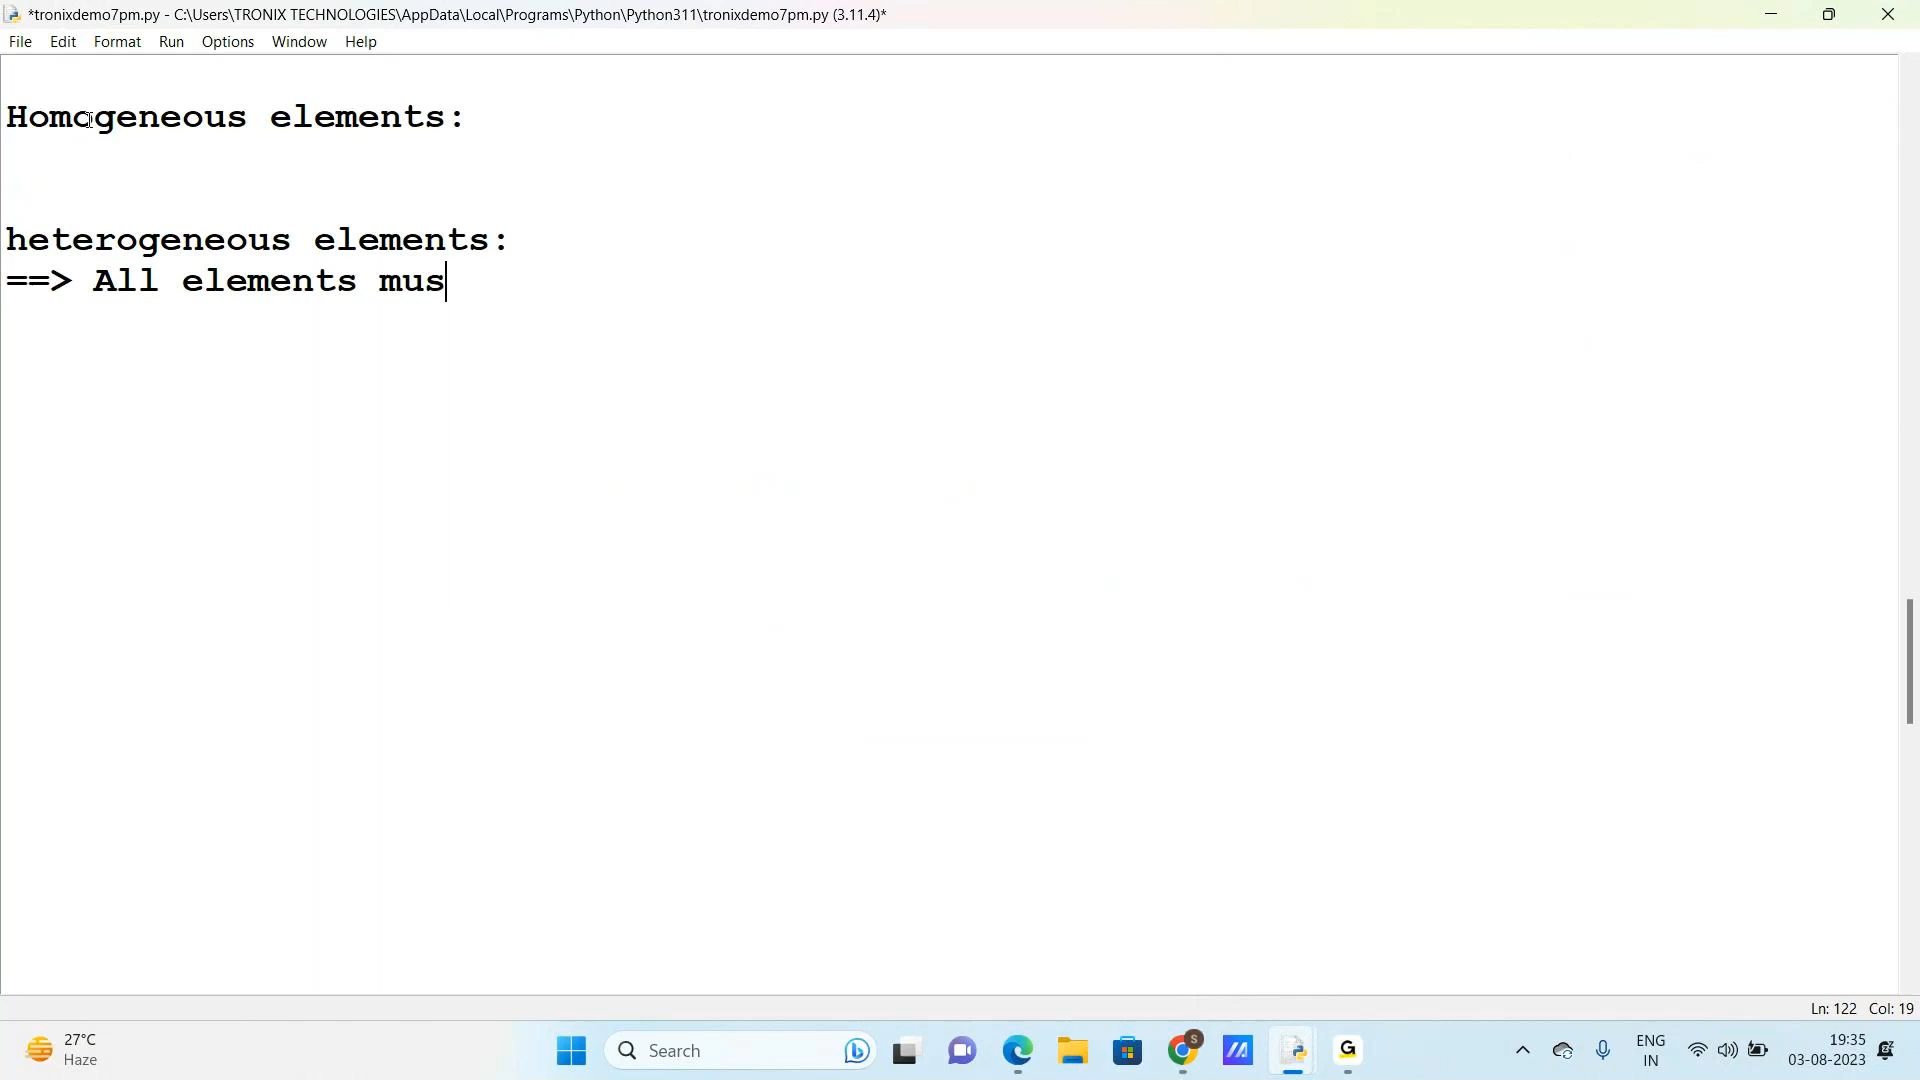 *tronixdemo7pm.py - C:\Users\TRONIX TECHNOLOGIES\AppData\Local\Programs\Python\Python311\tronixdemo7pm.py (3.11.4)*
File Edit Format Run Options Window Help
Homogeneous elements:
heterogeneous elements:
==> All elements mus
Ln: 122 Col: 19
27°C
Haze
Search
S
G
ENG
IN
19:35
03-08-2023